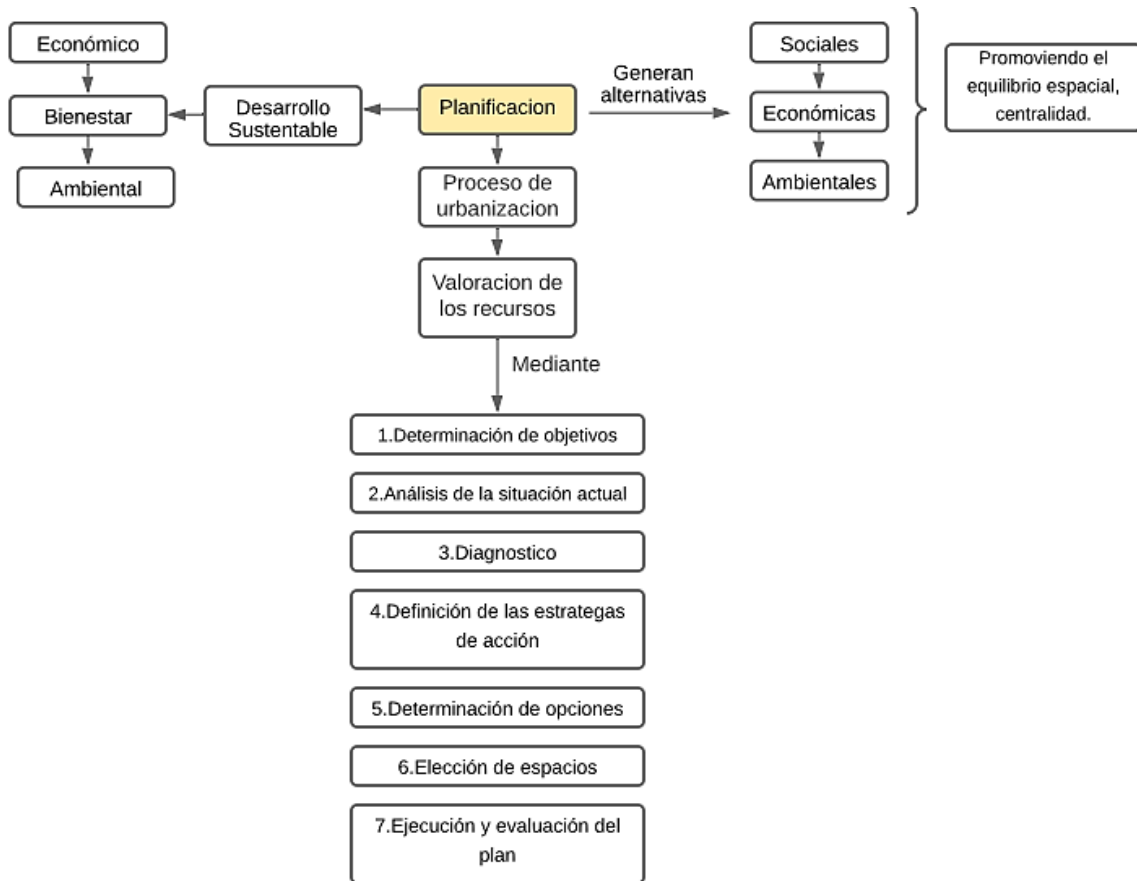 Económico
Bienestar
Ambiental
Desarrollo
Sustentable
Planificacion
Generan
alternativas
Sociales
Económicas
Ambientales
Promoviendo el
equilibrio espacial,
centralidad.
Proceso de
urbanizacion
Valoracion de
los recursos
Mediante
1.Determinación de objetivos
2.Análisis de la situación actual
3.Diagnostico
4.Definición de las estrategas
de acción
5.Determinación de opciones
6.Elección de espacios
7.Ejecución y evaluación del
plan